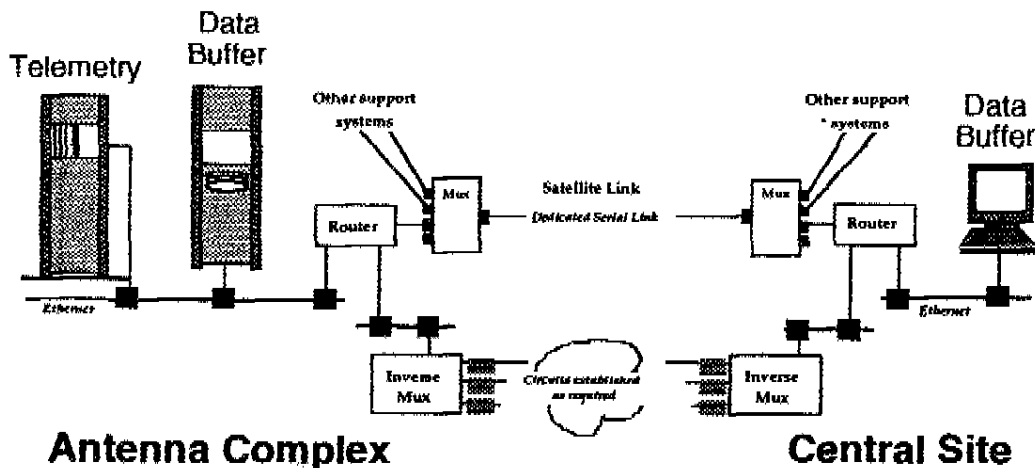 Telemetry
Data
Buffer
Other support
systems
Mux
Router
Ethernet
Satellite Link
Dedicated Serial Link
Other support
systems
Mux
Router
Data
Buffer
Ethernet
Inverse
Mux
Circuits established
as required
Inverse
Mux
Antenna Complex
Central Site